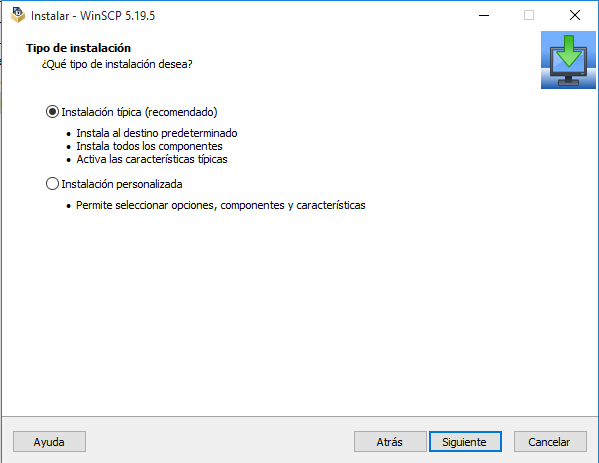 Instalar - WinSCP 5.19.5
Tipo de instalación
¿Qué tipo de instalación desea?
Instalación típica (recomendado)
• Instala al destino predeterminado
• Instala todos los componentes
• Activa las características típicas
Instalación personalizada
• Permite seleccionar opciones, componentes y características
Ayuda
Atrás
Siguiente
Cancelar